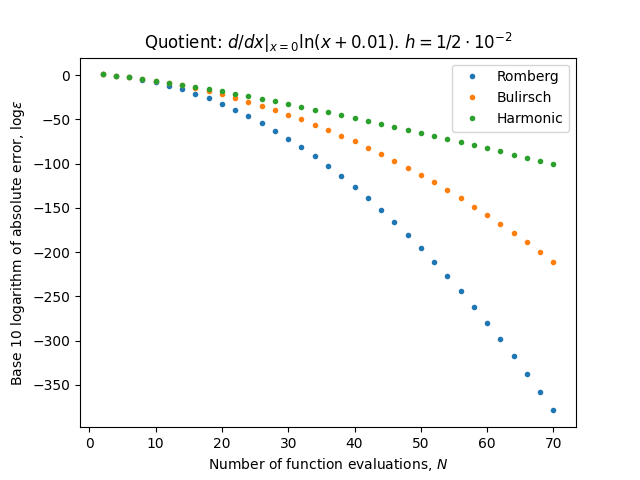 Quotient: $d/dx|_{x=0}\ln(x + 0.01)$. $h = 1/2 \cdot 10^{-2}$
Romberg
Bulirsch
Harmonic
Base 10 logarithm of absolute error, logε
0
−50
−100
−150
−200
−250
−300
−350
0 10 20 30 40 50 60 70
Number of function evaluations, N